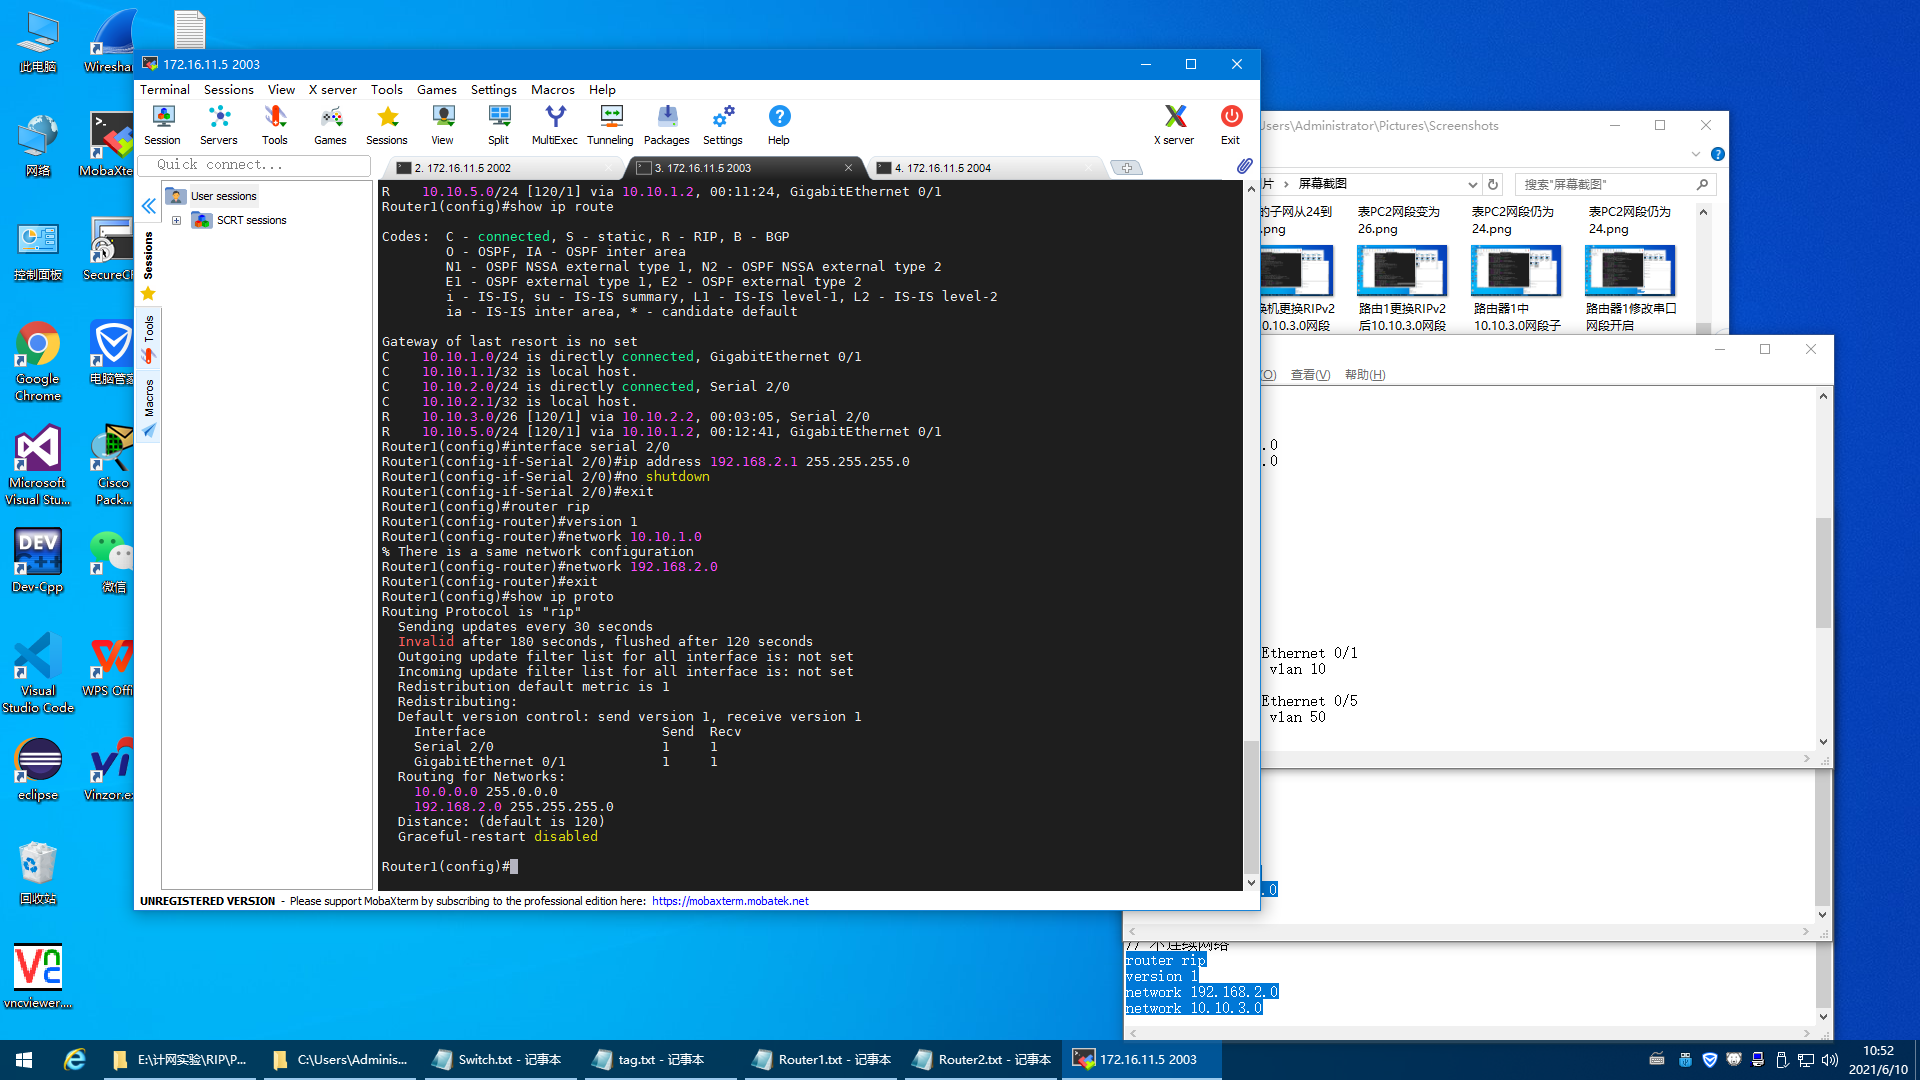 此电脑
Wiresha
网络
MobaXte
控制面板
SecureC
Google
Chrome
电脑管家
Microsoft
Visual Stu...
Cisco
Pack...
Dev-Cpp
微信
Visual
Studio Code
WPS Offi
eclipse
Vinzor.ex
回收站
vncviewer....
172.16.11.5 2003
Terminal Sessions View X server Tools Games Settings Macros Help
Session Servers Tools Games Sessions View Split MultiExec Tunneling Packages Settings Help X server Exit
Quick connect...
2. 172.16.11.5 2002
3. 172.16.11.5 2003
4. 172.16.11.5 2004
User sessions
SCRT sessions
Sessions
Tools
Macros
R    10.10.5.0/24 [120/1] via 10.10.1.2, 00:11:24, GigabitEthernet 0/1
Router1(config)#show ip route
Codes:  C - connected, S - static, R - RIP, B - BGP
O - OSPF, IA - OSPF inter area
N1 - OSPF NSSA external type 1, N2 - OSPF NSSA external type 2
E1 - OSPF external type 1, E2 - OSPF external type 2
i - IS-IS, su - IS-IS summary, L1 - IS-IS level-1, L2 - IS-IS level-2
ia - IS-IS inter area, * - candidate default
Gateway of last resort is no set
C    10.10.1.0/24 is directly connected, GigabitEthernet 0/1
C    10.10.1.1/32 is local host.
C    10.10.2.0/24 is directly connected, Serial 2/0
C    10.10.2.1/32 is local host.
R    10.10.3.0/26 [120/1] via 10.10.2.2, 00:03:05, Serial 2/0
R    10.10.5.0/24 [120/1] via 10.10.1.2, 00:12:41, GigabitEthernet 0/1
Router1(config)#interface serial 2/0
Router1(config-if-Serial 2/0)#ip address 192.168.2.1 255.255.255.0
Router1(config-if-Serial 2/0)#no shutdown
Router1(config-if-Serial 2/0)#exit
Router1(config)#router rip
Router1(config-router)#version 1
Router1(config-router)#network 10.10.1.0
% There is a same network configuration
Router1(config-router)#network 192.168.2.0
Router1(config-router)#exit
Router1(config)#show ip proto
Routing Protocol is "rip"
Sending updates every 30 seconds
Invalid after 180 seconds, flushed after 120 seconds
Outgoing update filter list for all interface is: not set
Incoming update filter list for all interface is: not set
Redistribution default metric is 1
Redistributing:
Default version control: send version 1, receive version 1
Interface                      Send  Recv
Serial 2/0                     1     1
GigabitEthernet 0/1            1     1
Routing for Networks:
10.0.0.0 255.0.0.0
192.168.2.0 255.255.255.0
Distance: (default is 120)
Graceful-restart disabled
Router1(config)#
UNREGISTERED VERSION - Please support MobaXterm by subscribing to the professional edition here: https://mobaxterm.mobatek.net
Users\Administrator\Pictures\Screenshots
片 › 屏幕截图
搜索"屏幕截图"
的子网从24到
.png
表PC2网段变为
26.png
表PC2网段仍为
24.png
表PC2网段仍为
24.png
换机更换RIPv2
0.10.3.0网段
路由1更换RIPv2
后10.10.3.0网段
路由器1中
10.10.3.0网段子
路由器1修改串口
网段开启
(O) 查看(V) 帮助(H)
.0
.0
Ethernet 0/1
vlan 10
Ethernet 0/5
vlan 50
.0
// 不连续网络
router rip
version 1
network 192.168.2.0
network 10.10.3.0
E:\计网实验\RIP\P...
C:\Users\Adminis...
Switch.txt - 记事本
tag.txt - 记事本
Router1.txt - 记事本
Router2.txt - 记事本
172.16.11.5 2003
10:52
2021/6/10